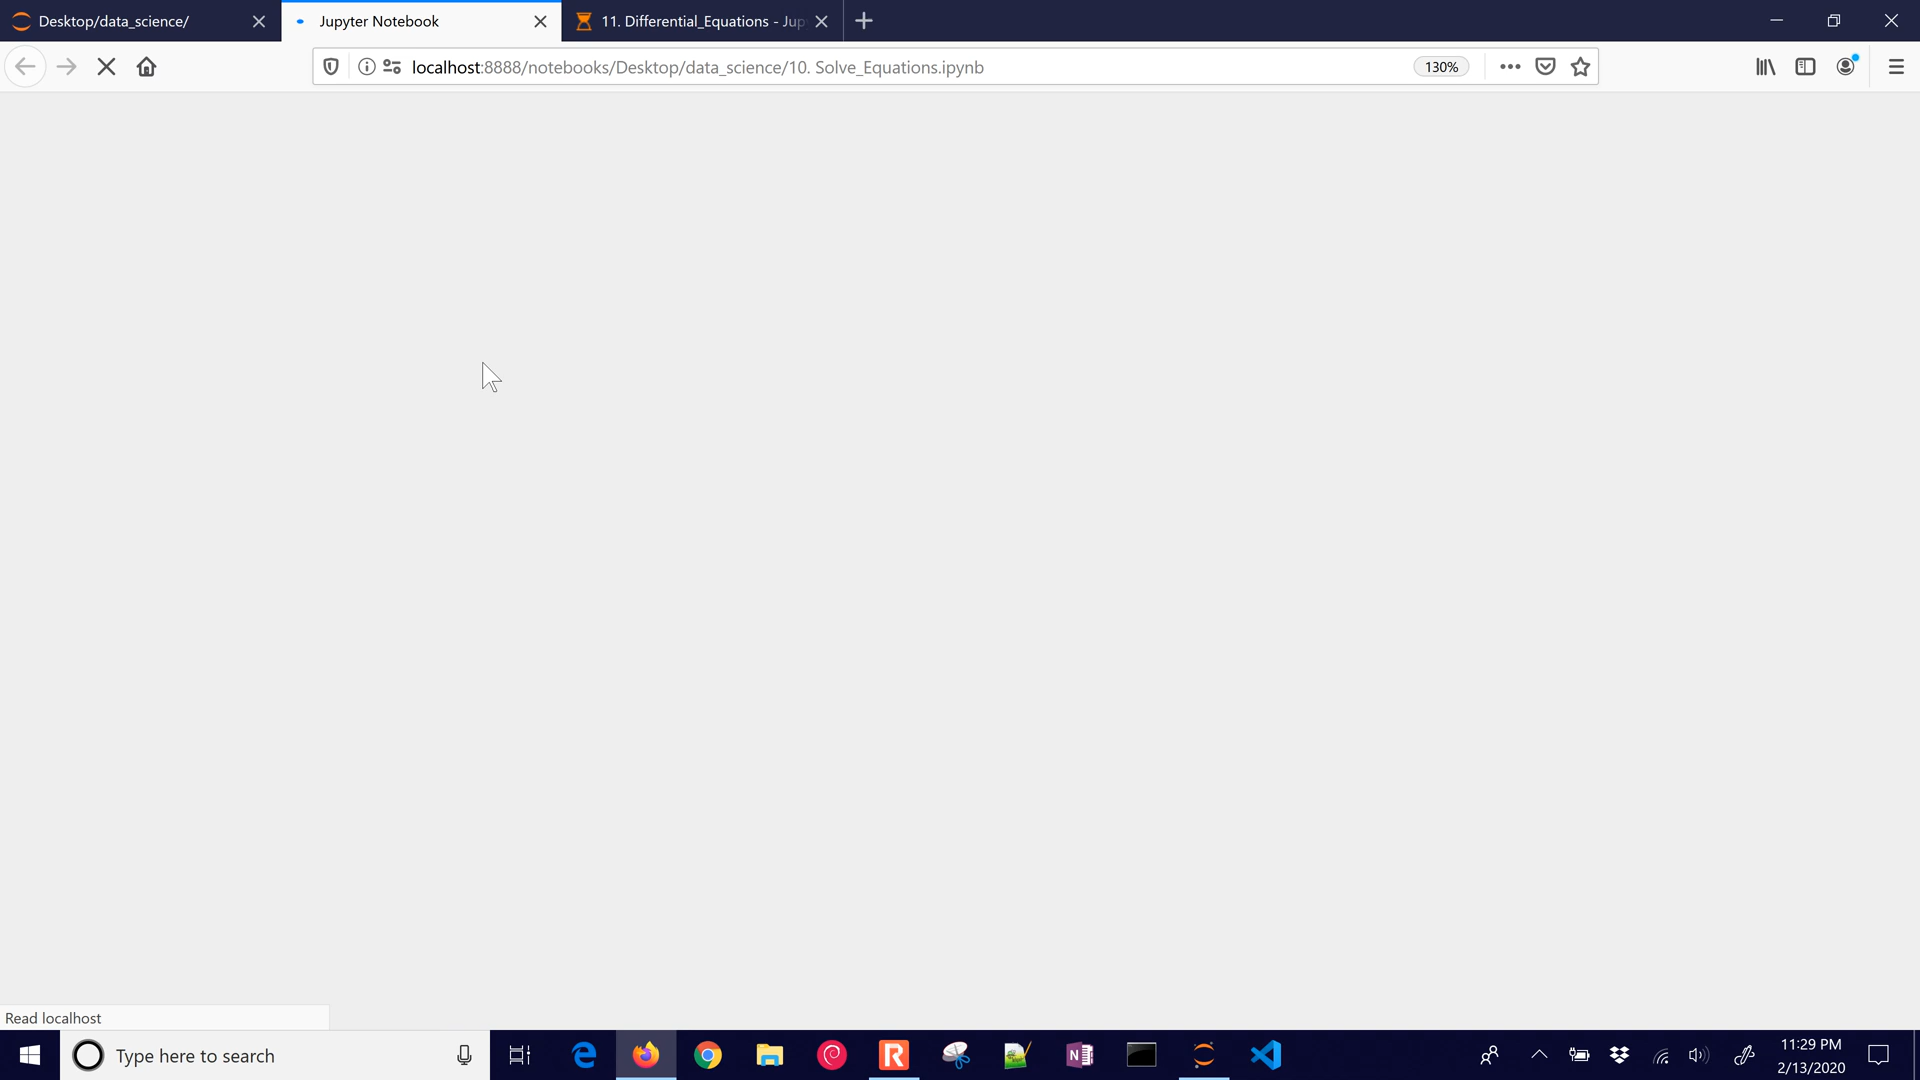 Desktop/data_science/
Jupyter Notebook
11. Differential_Equations - Jup
localhost:8888/notebooks/Desktop/data_science/10. Solve_Equations.ipynb
130%
Read localhost
Type here to search
11:29 PM
2/13/2020